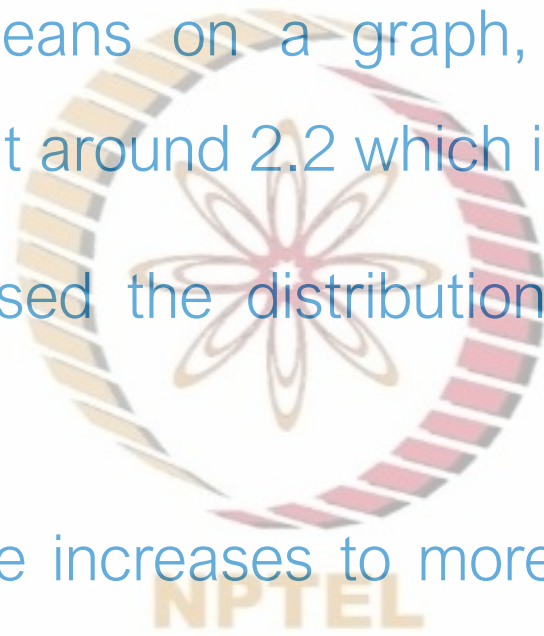 eans on a graph,
t around 2.2 which i
sed the distribution
e increases to more
NPTEL